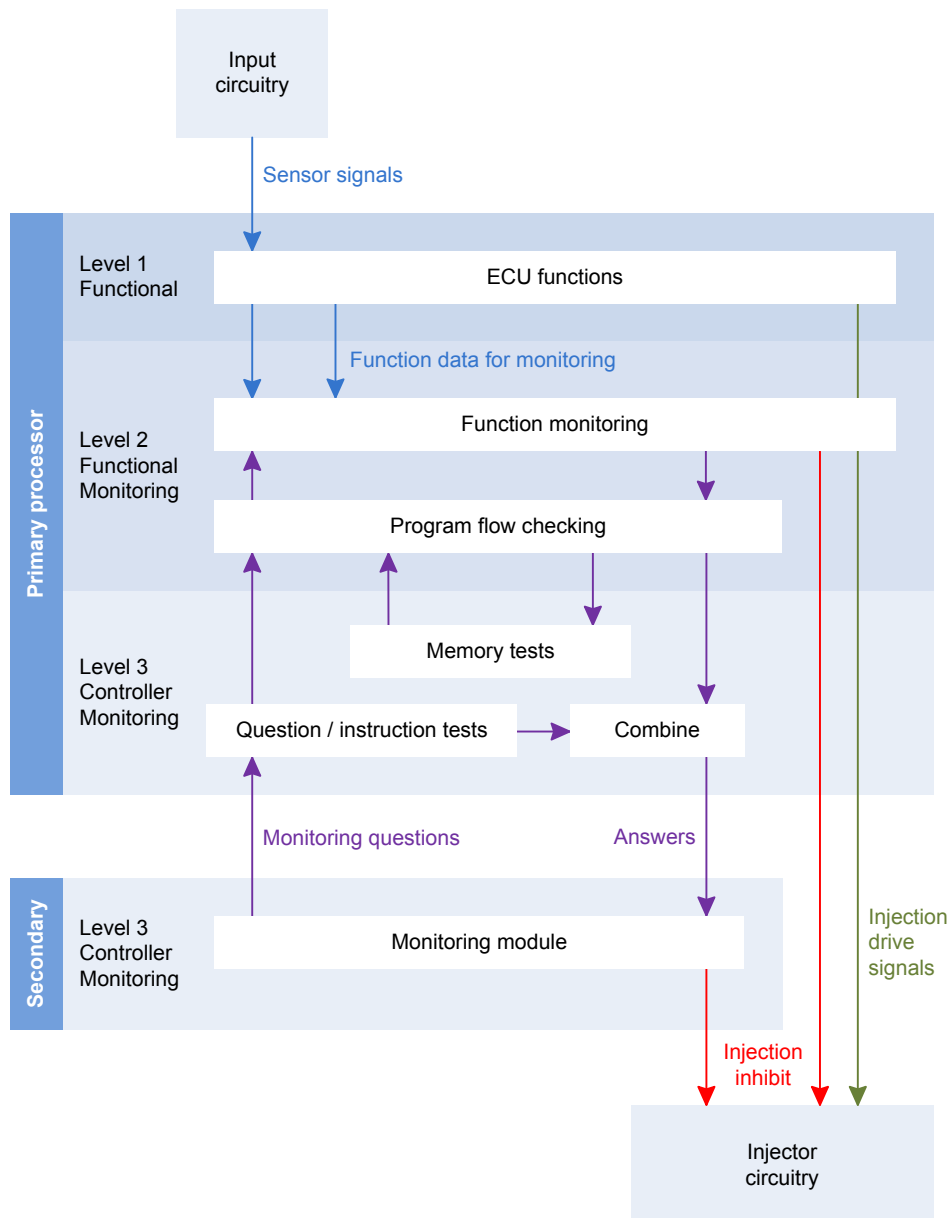 Input
circuitry
Sensor signals
Primary processor
Level 1
Functional
ECU functions
Function data for monitoring
Level 2
Functional
Monitoring
Function monitoring
Program flow checking
Level 3
Controller
Monitoring
Memory tests
Question / instruction tests
Combine
Monitoring questions
Answers
Secondary
Level 3
Controller
Monitoring
Monitoring module
Injection
drive
signals
Injection
inhibit
Injector
circuitry